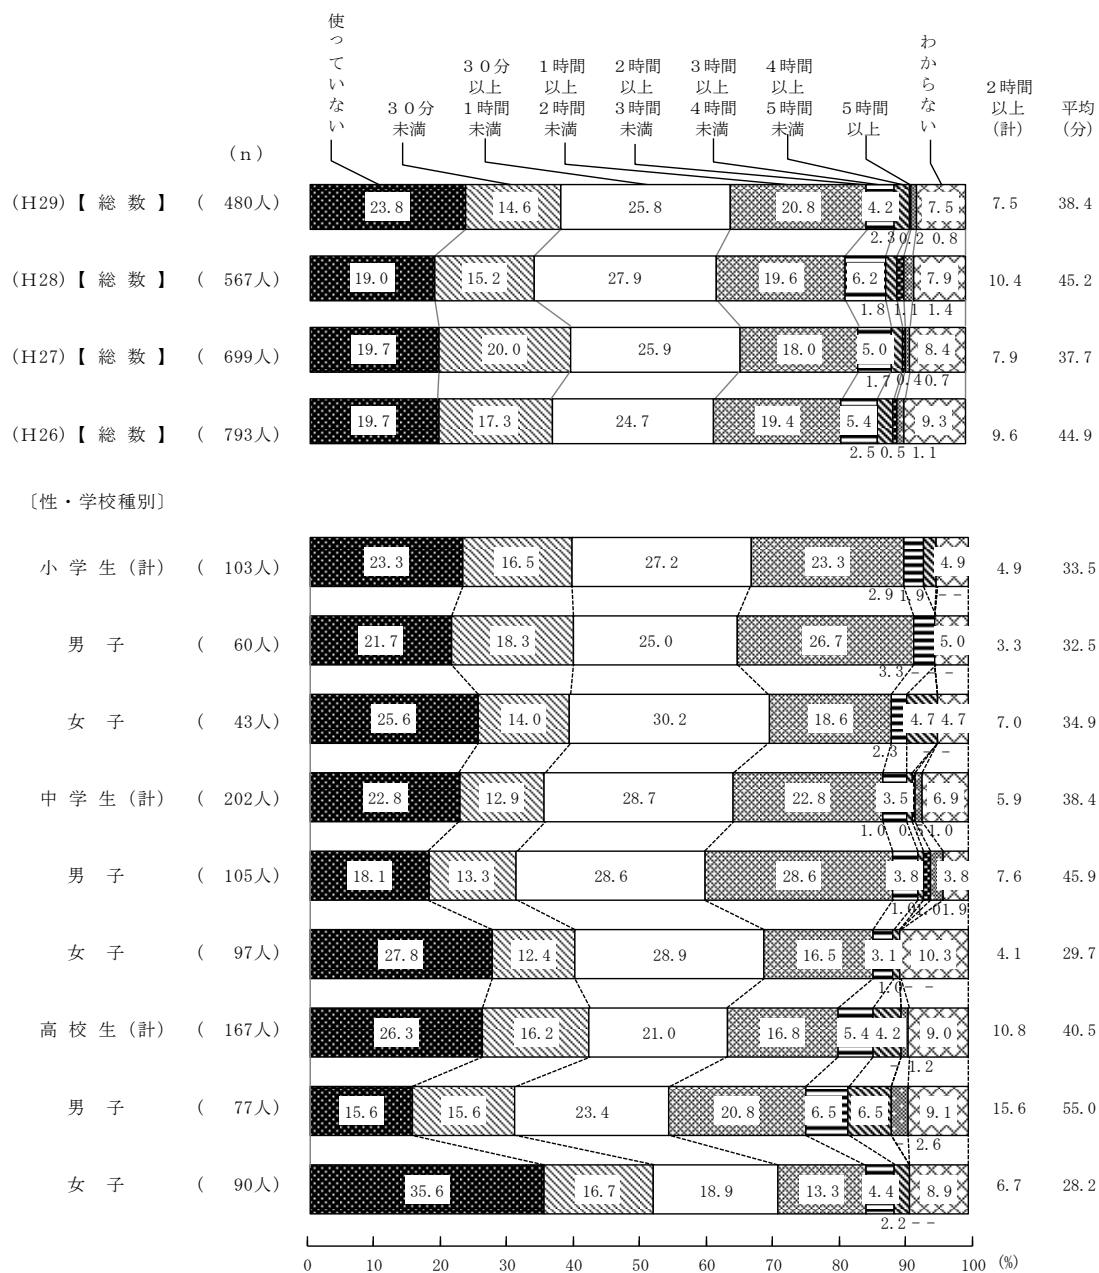 使っていない
３０分
未満
３０分
以上
１時間
未満
１時間
以上
２時間
未満
２時間
以上
３時間
未満
３時間
以上
４時間
未満
４時間
以上
５時間
未満
５時間
以上
わからない
２時間
以上
（計）
平均
（分）
（ｎ）
(H29)【 総 数 】 ( 480人) 23.8 14.6 25.8 20.8 4.2 7.5 7.5 38.4
2.3 0.2 0.8
(H28)【 総 数 】 ( 567人) 19.0 15.2 27.9 19.6 6.2 7.9 10.4 45.2
1.8 1.1 1.4
(H27)【 総 数 】 ( 699人) 19.7 20.0 25.9 18.0 5.0 8.4 7.9 37.7
1.7 0.4 0.7
(H26)【 総 数 】 ( 793人) 19.7 17.3 24.7 19.4 5.4 9.3 9.6 44.9
2.5 0.5 1.1
〔性・学校種別〕
小 学 生（計） ( 103人) 23.3 16.5 27.2 23.3 4.9 4.9 33.5
2.9 1.9 - -
男 子 ( 60人) 21.7 18.3 25.0 26.7 5.0 3.3 32.5
3.3 - - -
女 子 ( 43人) 25.6 14.0 30.2 18.6 4.7 4.7 7.0 34.9
2.3 - -
中 学 生（計） ( 202人) 22.8 12.9 28.7 22.8 3.5 6.9 5.9 38.4
1.0 0.5 1.0
男 子 ( 105人) 18.1 13.3 28.6 28.6 3.8 3.8 7.6 45.9
1.0 1.0 1.9
女 子 ( 97人) 27.8 12.4 28.9 16.5 3.1 10.3 4.1 29.7
1.0 - -
高 校 生（計） ( 167人) 26.3 16.2 21.0 16.8 5.4 4.2 9.0 10.8 40.5
- 1.2
男 子 ( 77人) 15.6 15.6 23.4 20.8 6.5 6.5 9.1 15.6 55.0
- 2.6
女 子 ( 90人) 35.6 16.7 18.9 13.3 4.4 8.9 6.7 28.2
2.2 - -
0 10 20 30 40 50 60 70 80 90 100 (%)